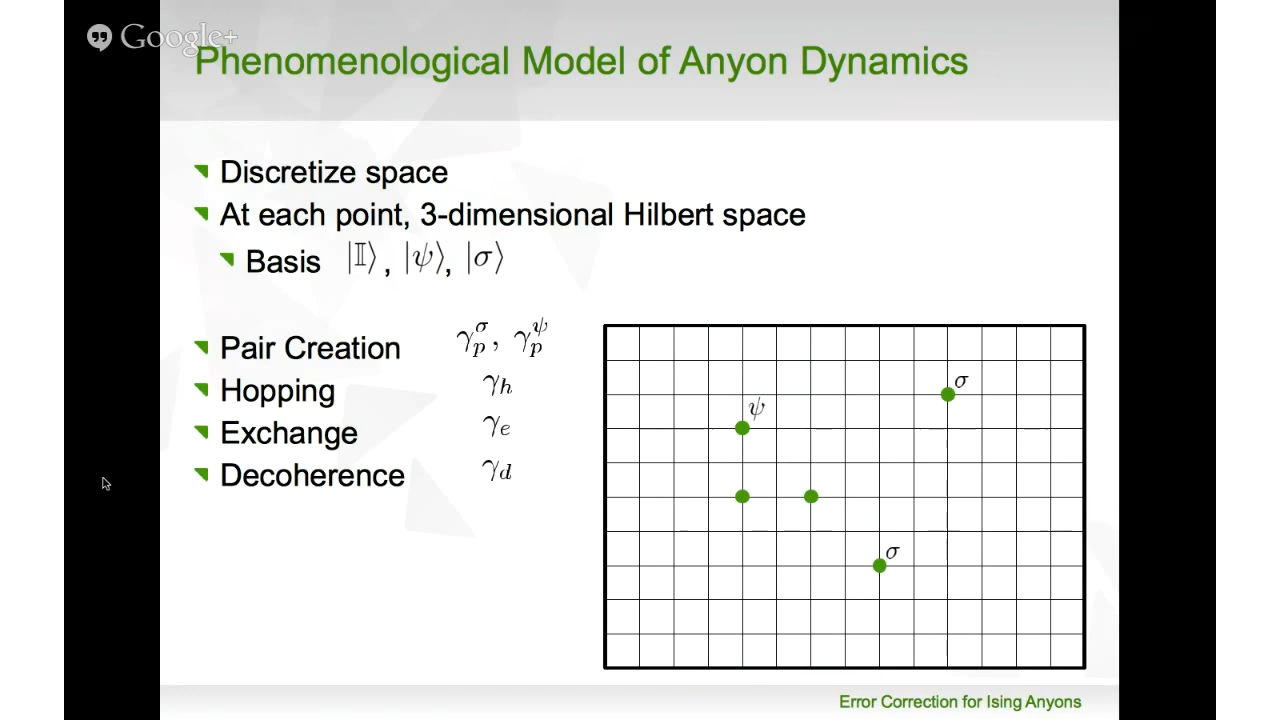 Google+
Phenomenological Model of Anyon Dynamics
Discretize space
At each point, 3-dimensional Hilbert space
Basis |𝕀⟩, |ψ⟩, |σ⟩
Pair Creation γ_p^σ, γ_p^ψ
Hopping γ_h
Exchange γ_e
Decoherence γ_d
σ
ψ
σ
Error Correction for Ising Anyons